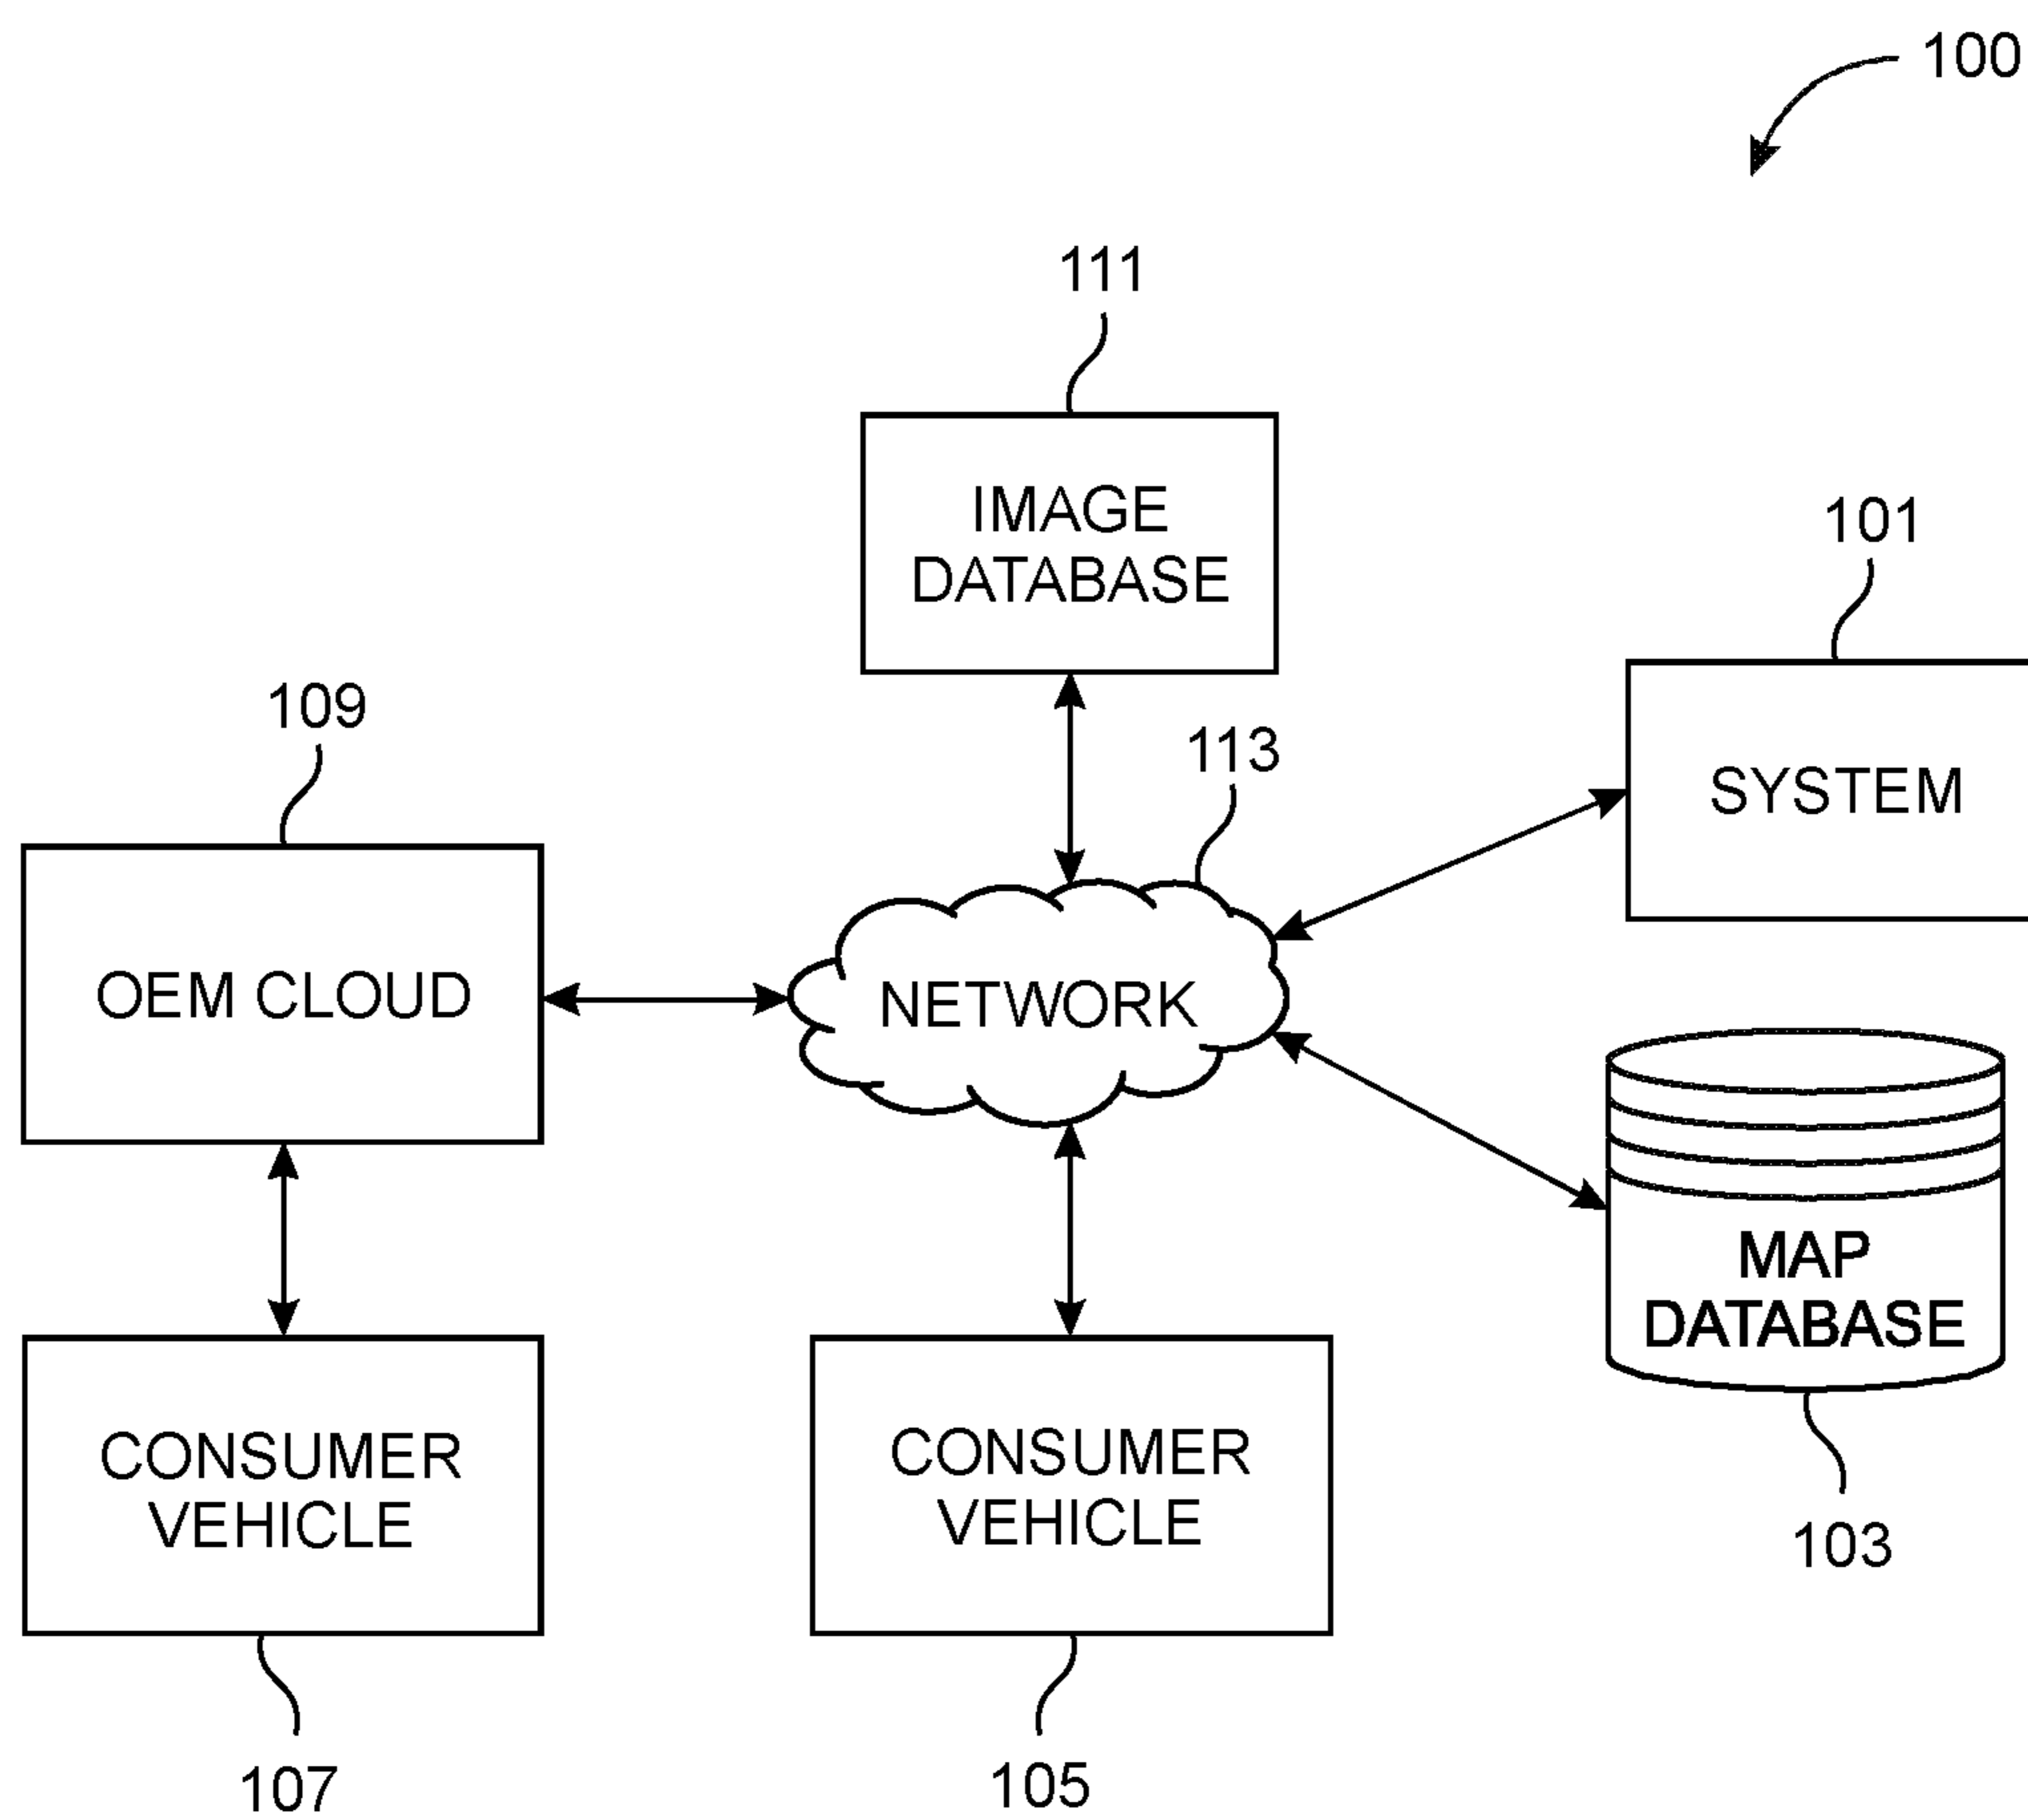 100
111
IMAGE
DATABASE
101
SYSTEM
109
113
OEM CLOUD
NETWORK
MAP
DATABASE
103
CONSUMER
VEHICLE
107
CONSUMER
VEHICLE
105